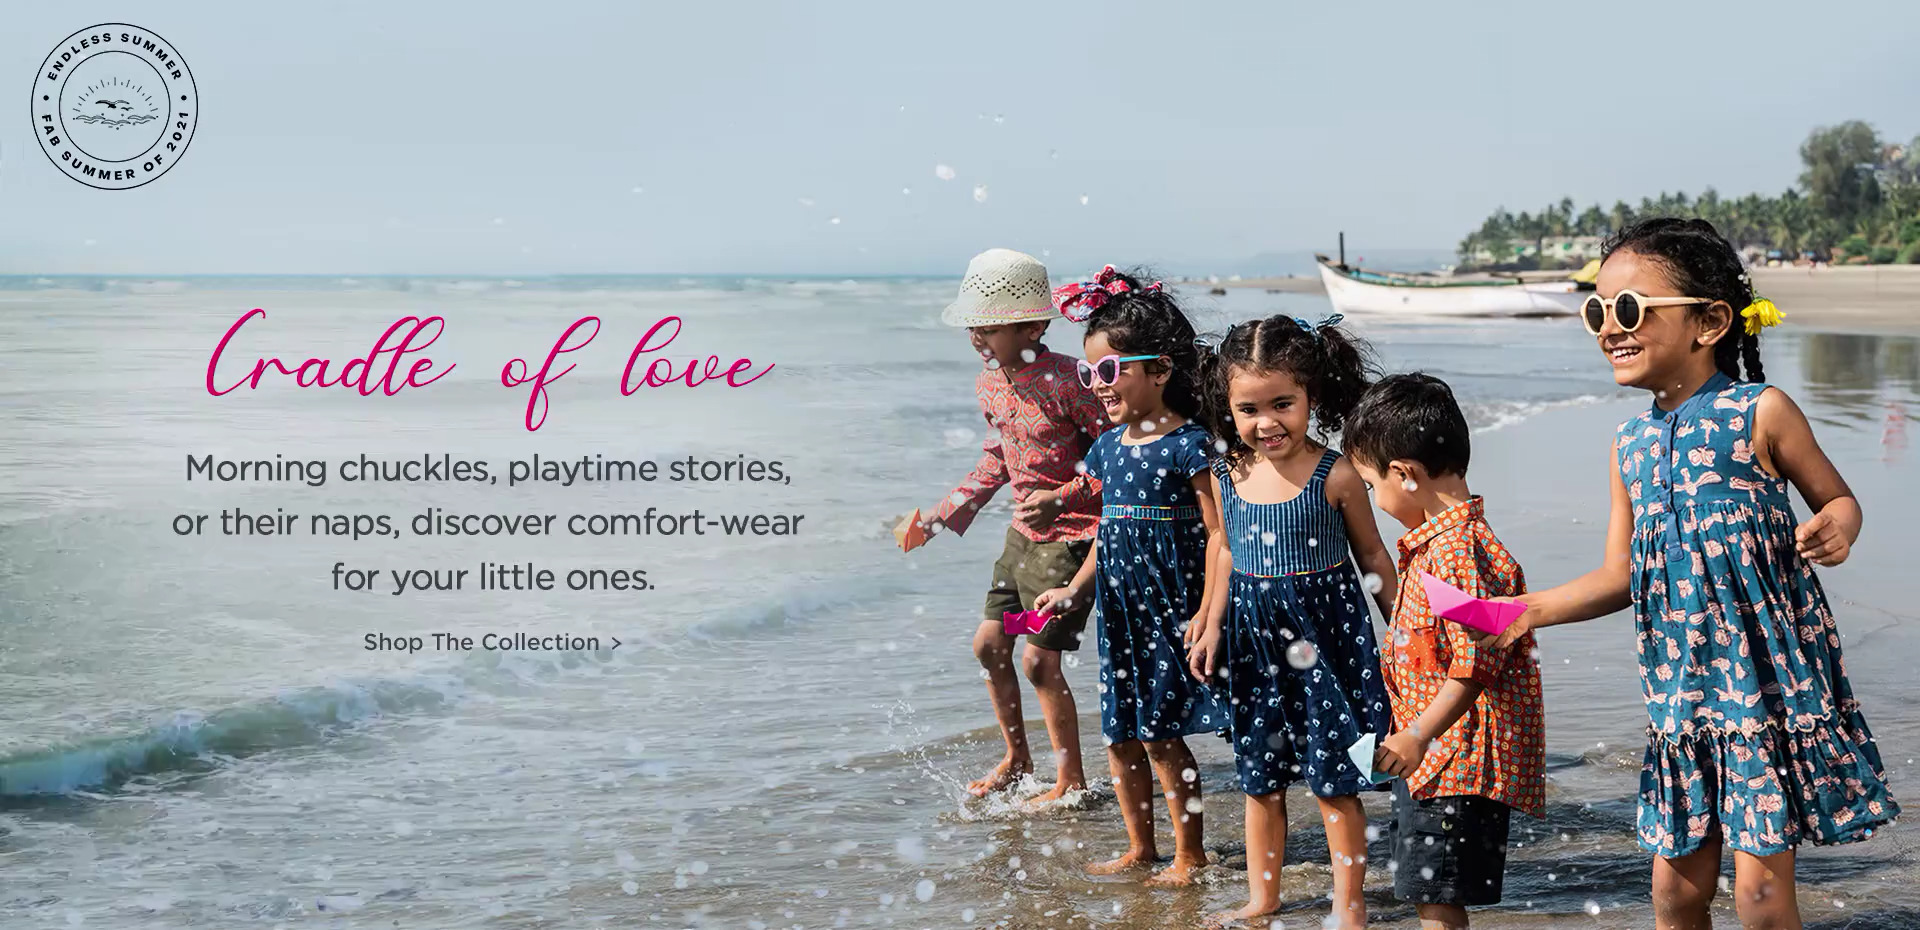 ENDLESS SUMMER
FAB SUMMER OF 2021
Cradle of love
Morning chuckles, playtime stories,
or their naps, discover comfort-wear
for your little ones.
Shop The Collection >